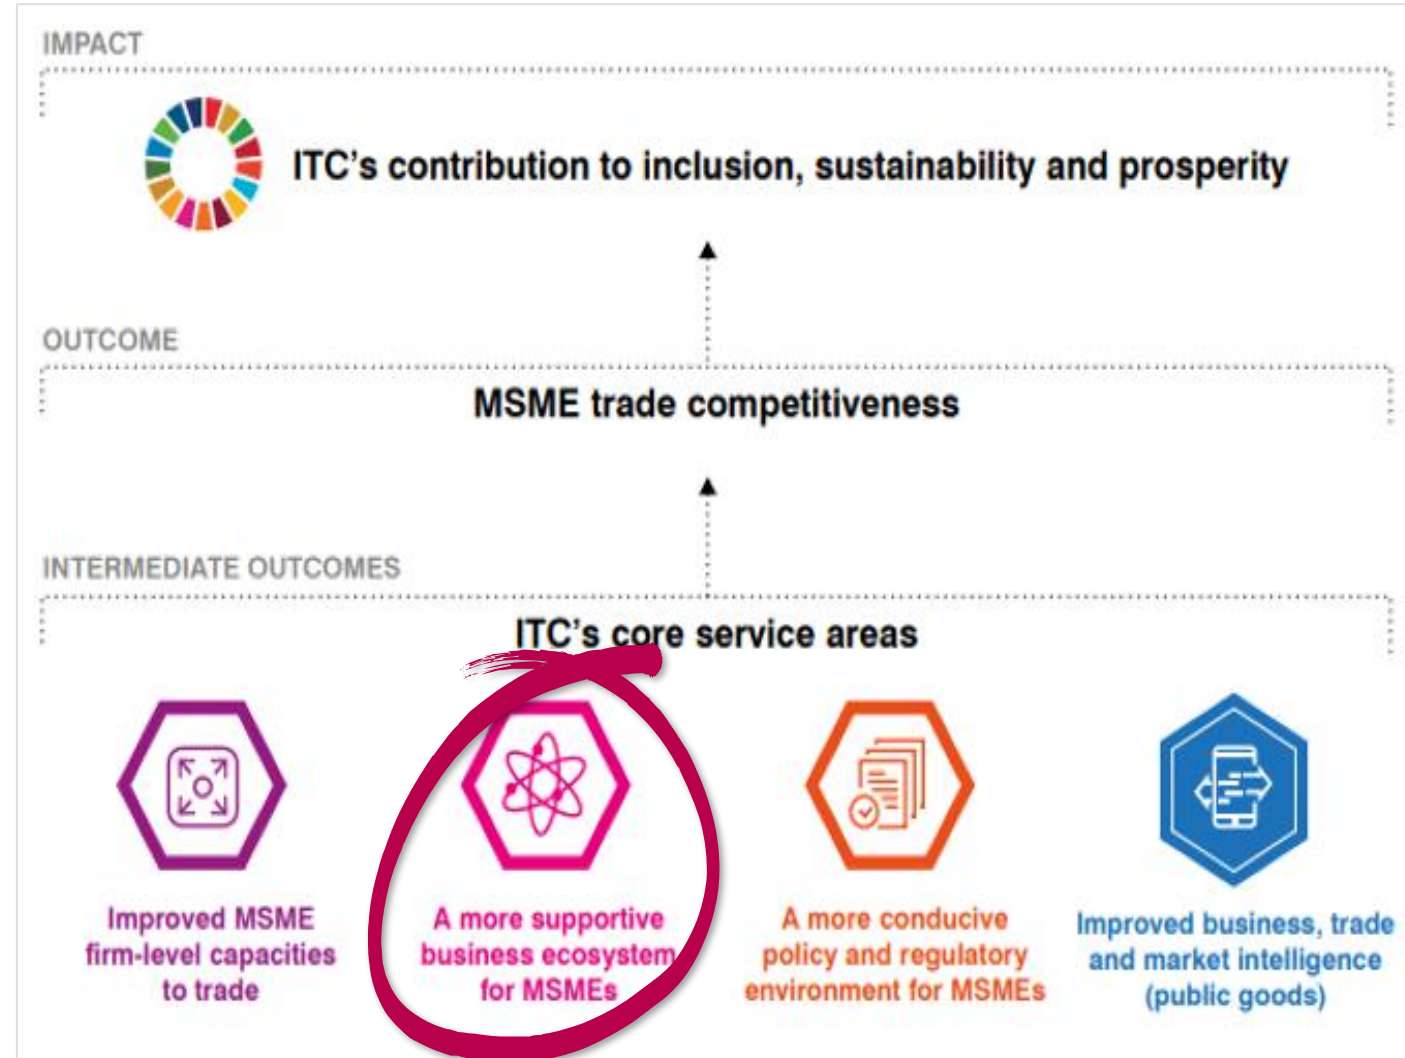 IMPACT
ITC's contribution to inclusion, sustainability and prosperity
OUTCOME
MSME trade competitiveness
INTERMEDIATE OUTCOMES
ITC's core service areas
Improved MSME
firm-level capacities
to trade
A more supportive
business ecosystem
for MSMEs
A more conducive
policy and regulatory
environment for MSMEs
Improved business, trade
and market intelligence
(public goods)